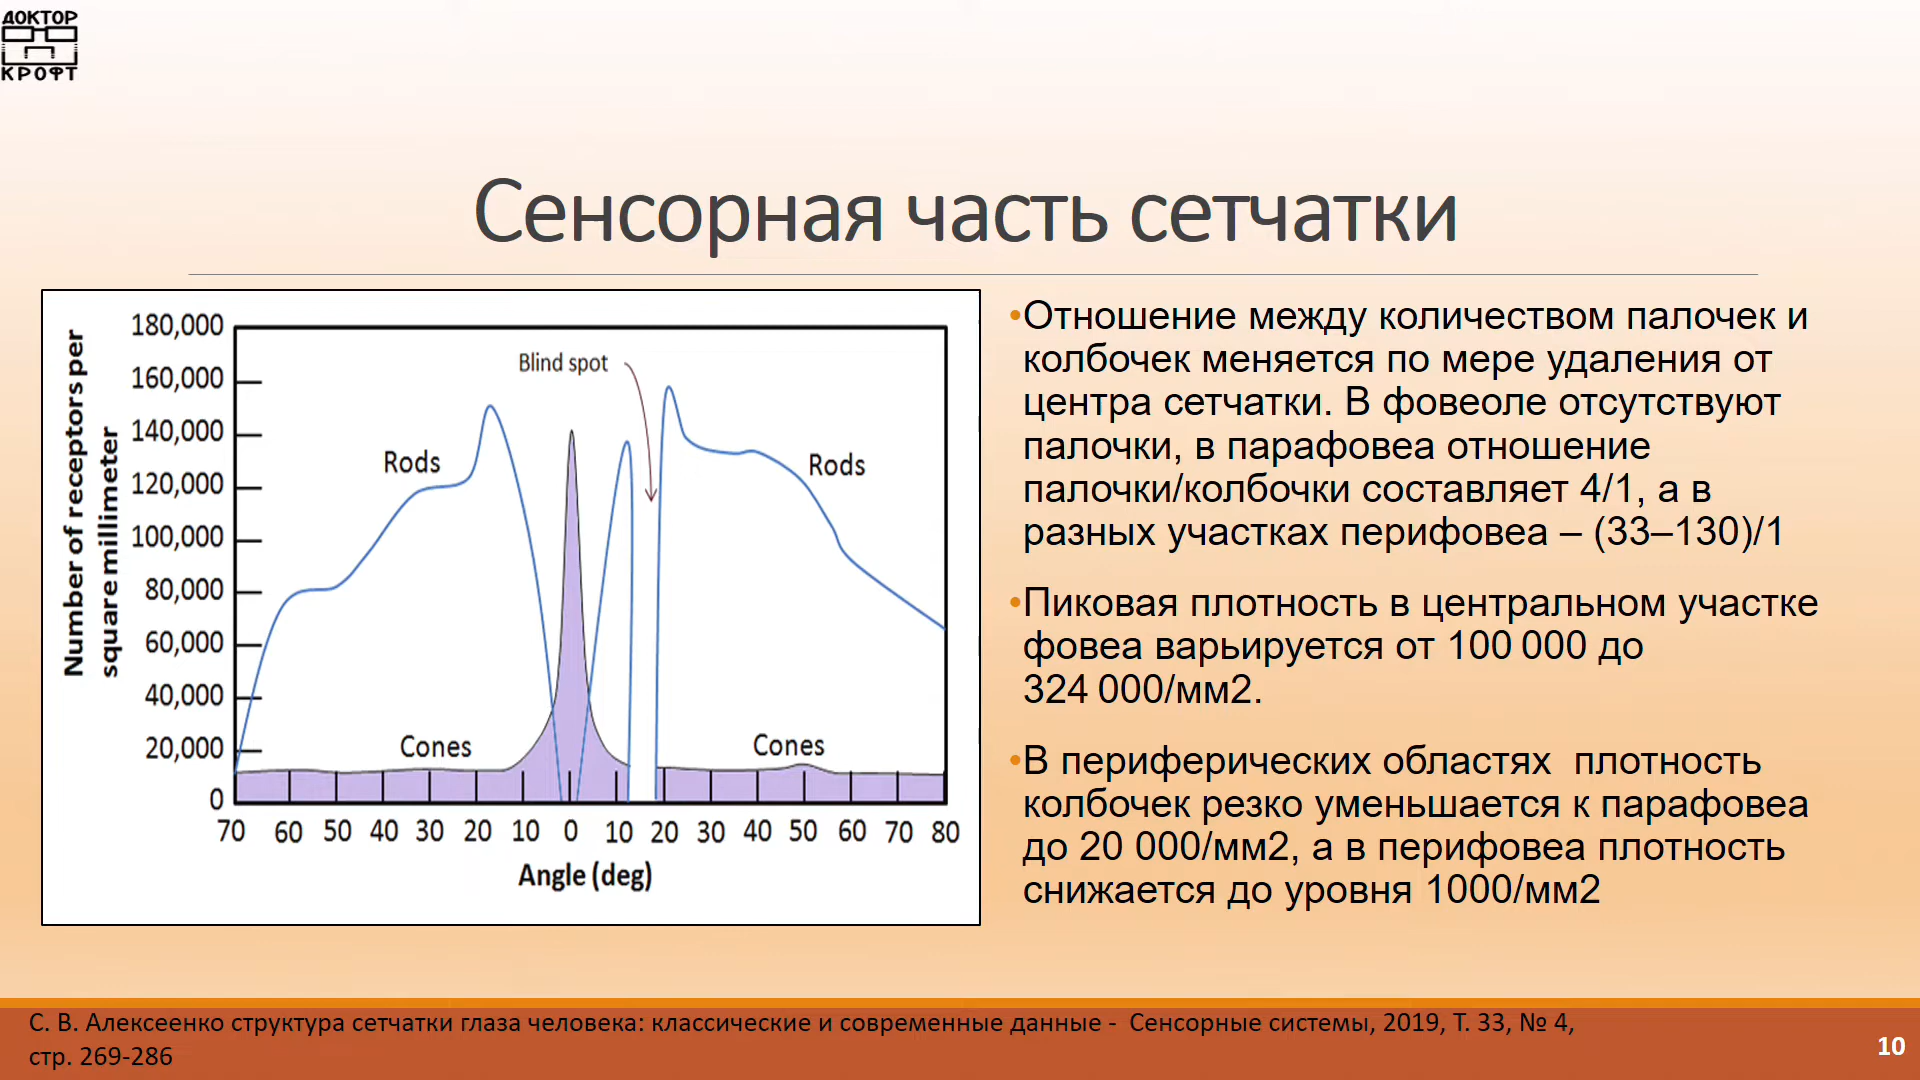 ДОКТОР
КРОФТ
Сенсорная часть сетчатки
Number of receptors per
square millimeter
180,000
160,000
140,000
120,000
100,000
80,000
60,000
40,000
20,000
0
Blind spot
Rods
Rods
Cones
Cones
70 60 50 40 30 20 10 0 10 20 30 40 50 60 70 80
Angle (deg)
•Отношение между количеством палочек и
колбочек меняется по мере удаления от
центра сетчатки. В фовеоле отсутствуют
палочки, в парафовеа отношение
палочки/колбочки составляет 4/1, а в
разных участках перифовеа – (33–130)/1
•Пиковая плотность в центральном участке
фовеа варьируется от 100 000 до
324 000/мм2.
•В периферических областях  плотность
колбочек резко уменьшается к парафовеа
до 20 000/мм2, а в перифовеа плотность
снижается до уровня 1000/мм2
С. В. Алексеенко структура сетчатки глаза человека: классические и современные данные -  Сенсорные системы, 2019, T. 33, № 4,
стр. 269-286
10